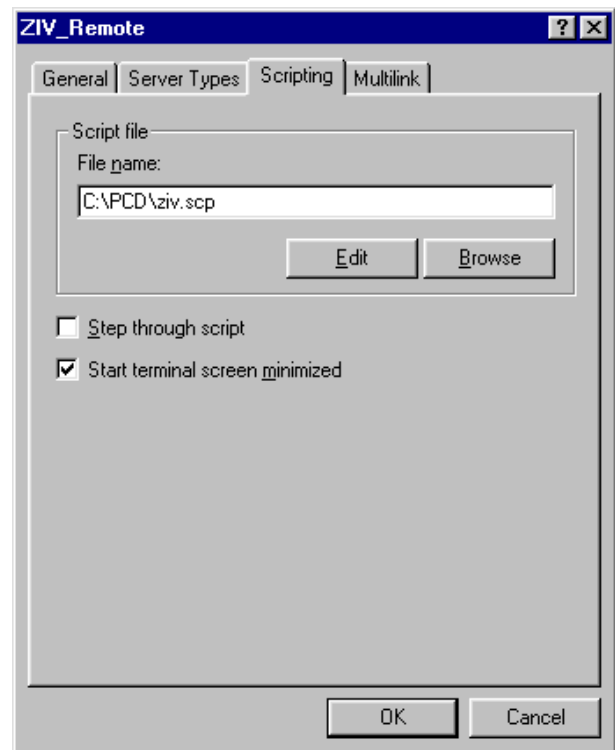 ZIV_Remote
General Server Types Scripting Multilink
Script file
File name:
C:\PCD\ziv.scp
Edit Browse
Step through script
Start terminal screen minimized
OK Cancel